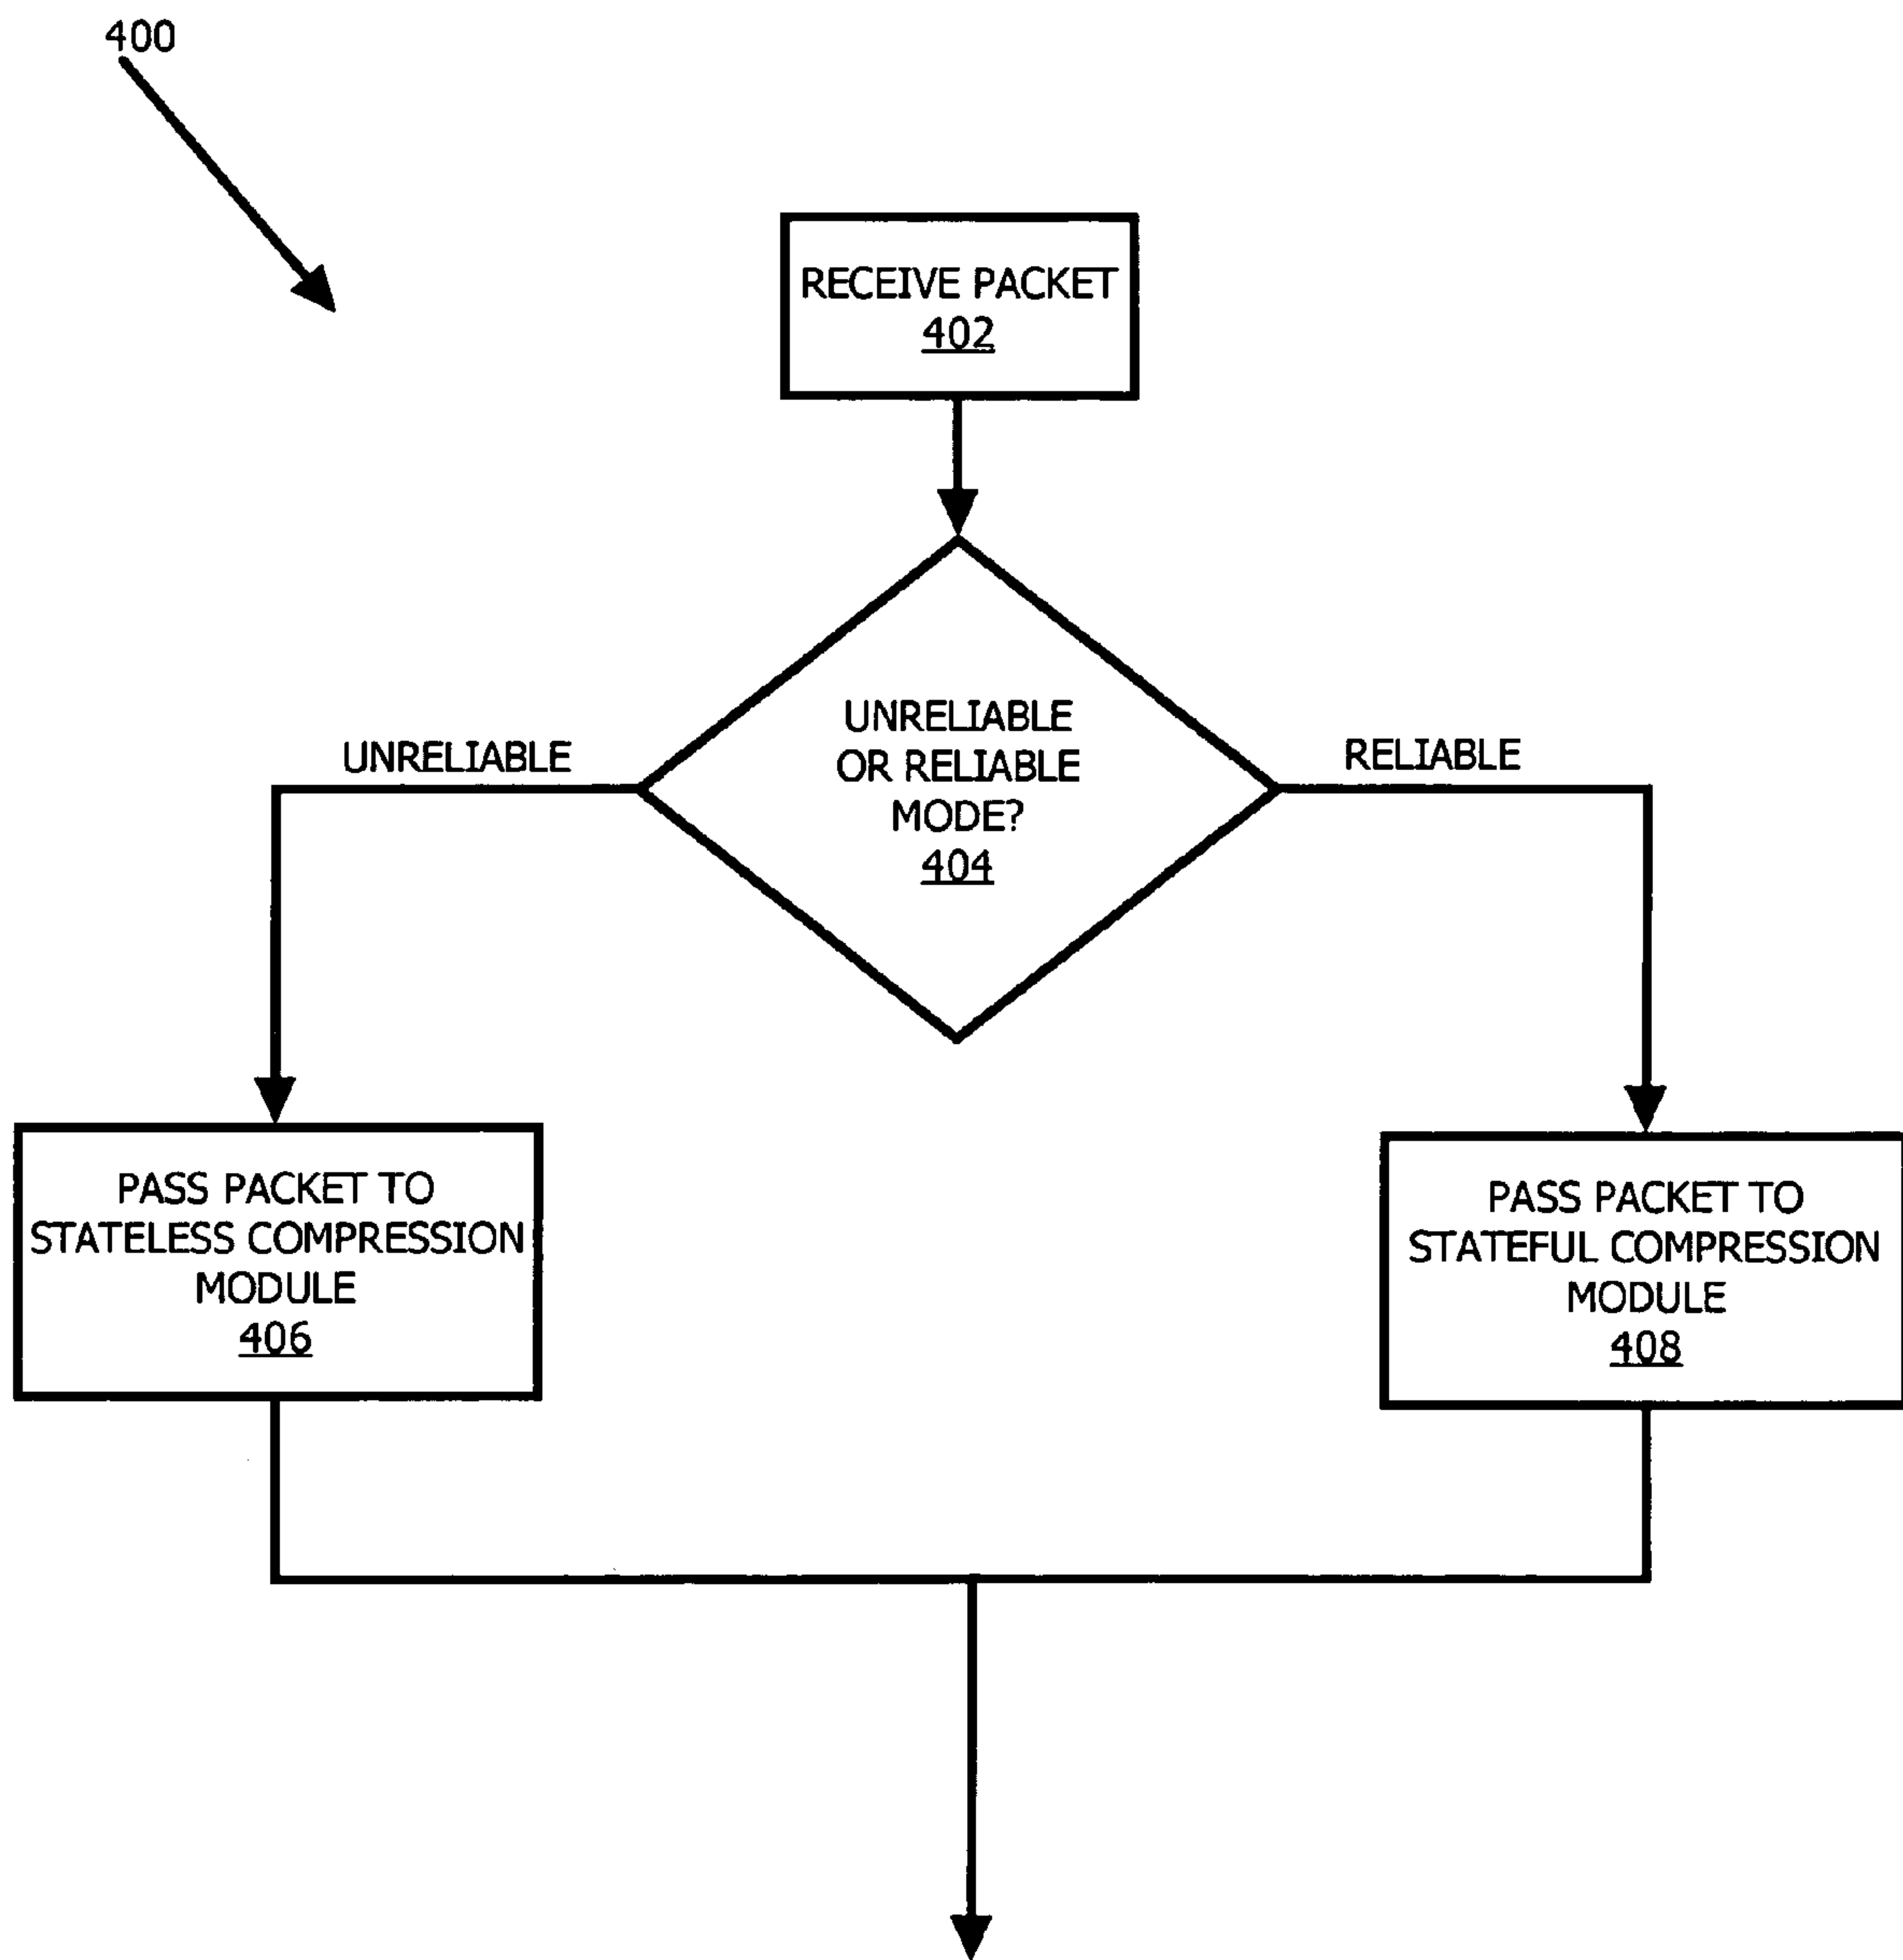 400
RECEIVE PACKET
402
UNRELIABLE
OR RELIABLE
MODE?
404
UNRELIABLE
RELIABLE
PASS PACKET TO
STATELESS COMPRESSION
MODULE
406
PASS PACKET TO
STATEFUL COMPRESSION
MODULE
408